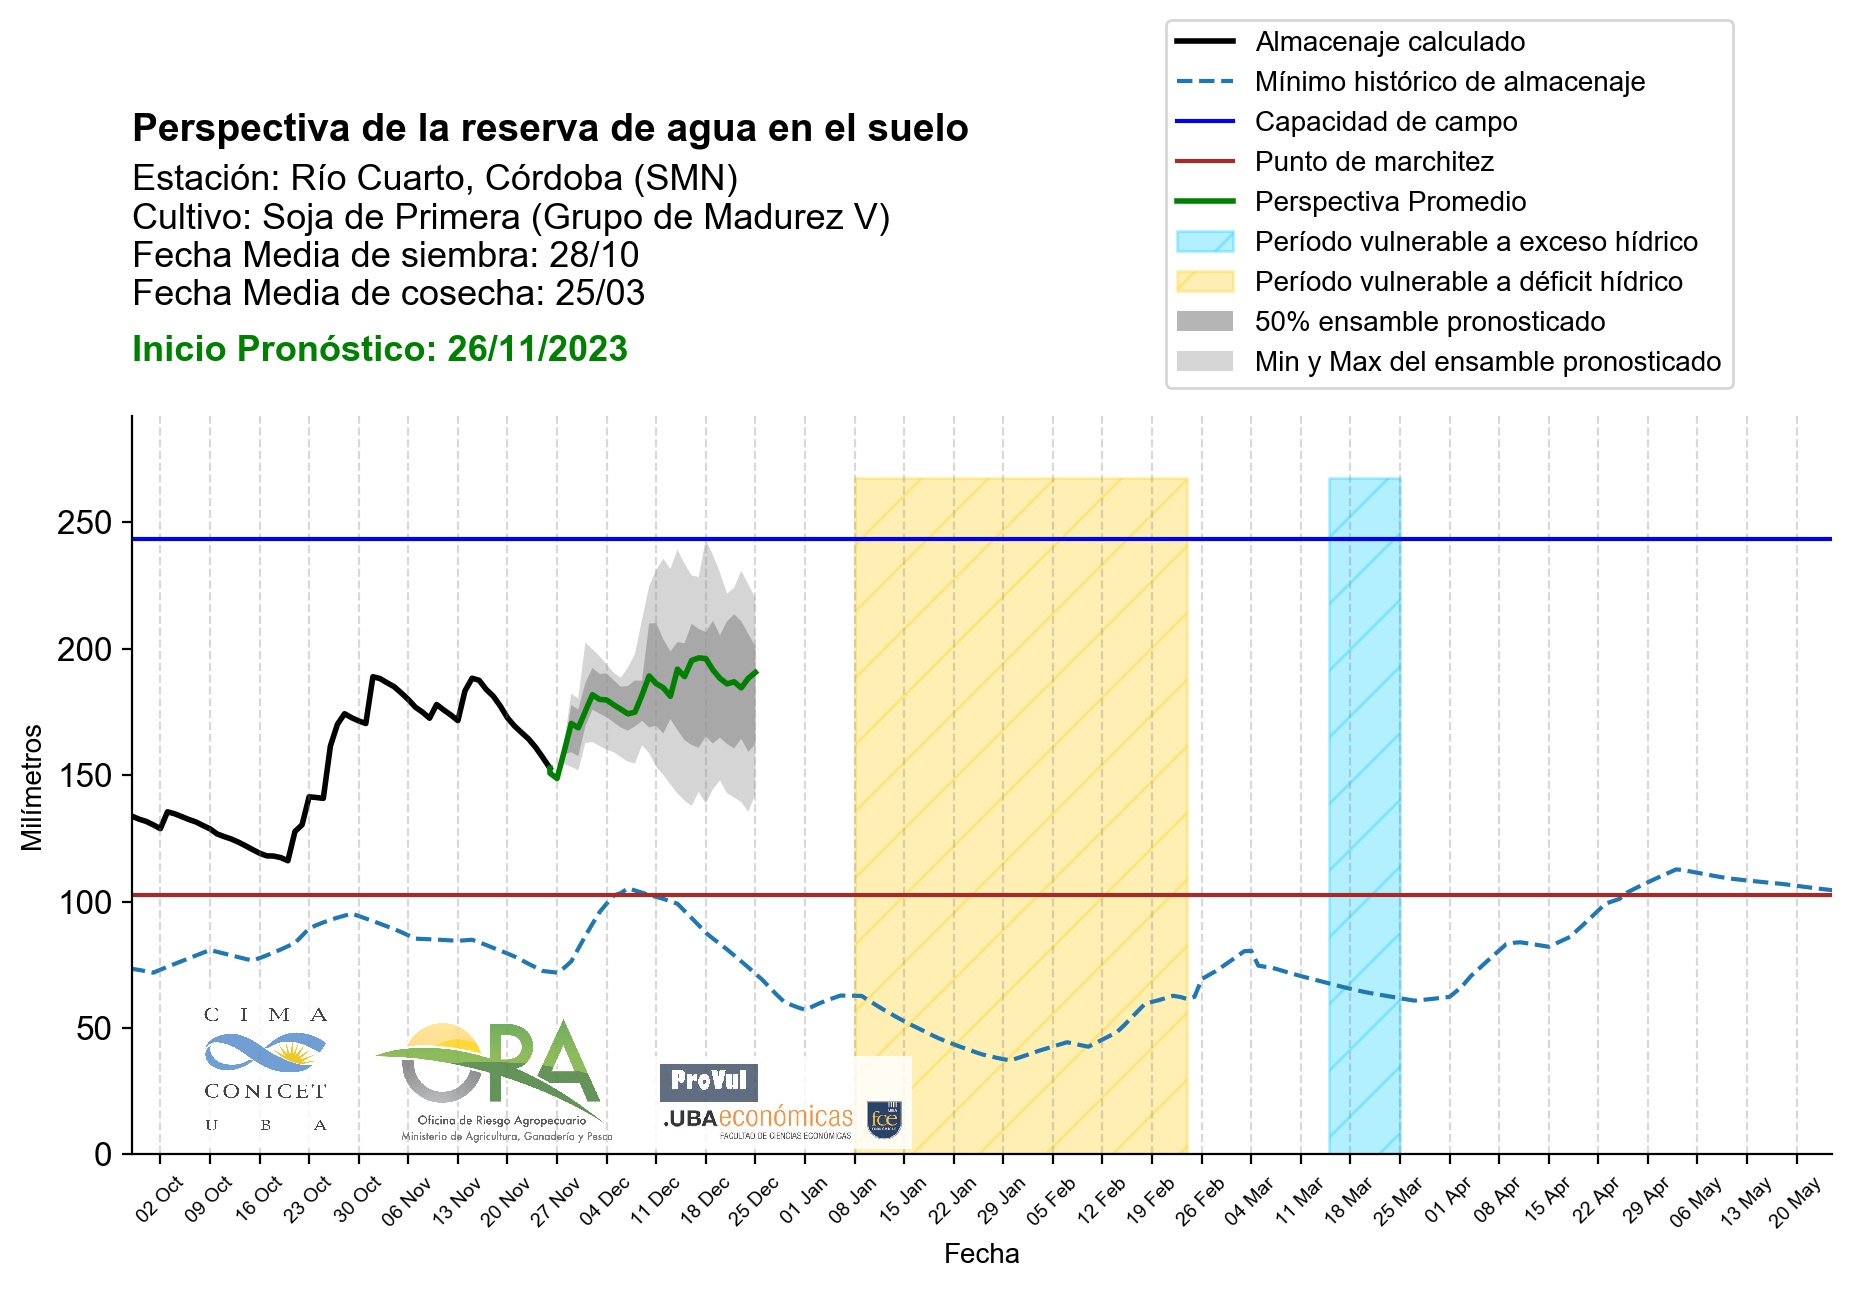 Almacenaje calculado
Mínimo histórico de almacenaje
Capacidad de campo
Punto de marchitez
Perspectiva Promedio
Período vulnerable a exceso hídrico
Período vulnerable a déficit hídrico
50% ensamble pronosticado
Min y Max del ensamble pronosticado
Perspectiva de la reserva de agua en el suelo
Estación: Río Cuarto, Córdoba (SMN)
Cultivo: Soja de Primera (Grupo de Madurez V)
Fecha Media de siembra: 28/10
Fecha Media de cosecha: 25/03
Inicio Pronóstico: 26/11/2023
Milímetros
250
200
150
100
50
0
CIMA
CONICET
UBA
ORA
Oficina de Riesgo Agropecuario
Ministerio de Agricultura, Ganadería y Pesca
ProVul
.UBAeconómicas
FACULTAD DE CIENCIAS ECONÓMICAS
fce
02 Oct
09 Oct
16 Oct
23 Oct
30 Oct
06 Nov
13 Nov
20 Nov
27 Nov
04 Dec
11 Dec
18 Dec
25 Dec
01 Jan
08 Jan
15 Jan
22 Jan
29 Jan
05 Feb
12 Feb
19 Feb
26 Feb
04 Mar
11 Mar
18 Mar
25 Mar
01 Apr
08 Apr
15 Apr
22 Apr
29 Apr
06 May
13 May
20 May
Fecha